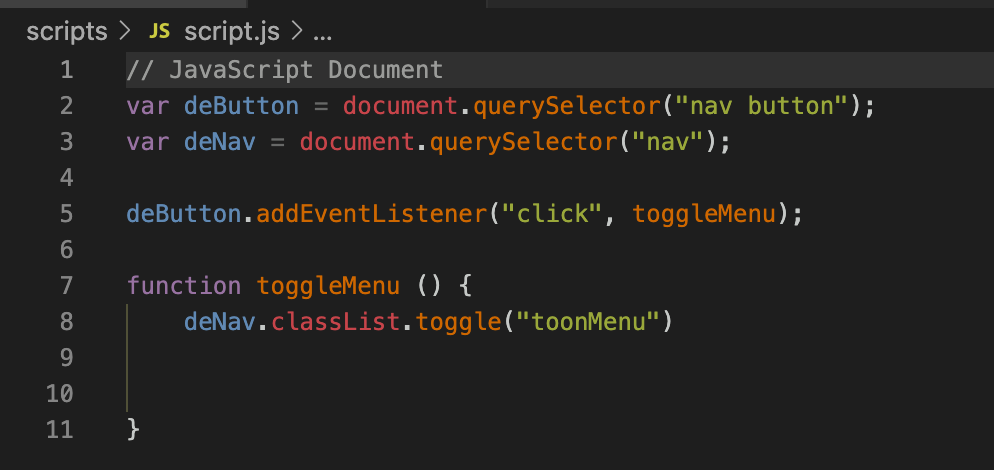 scripts > JS script.js > ...
1 // JavaScript Document
2 var deButton = document.querySelector("nav button");
3 var deNav = document.querySelector("nav");
4
5 deButton.addEventListener("click", toggleMenu);
6
7 function toggleMenu () {
8     deNav.classList.toggle("toonMenu")
9
10
11 }